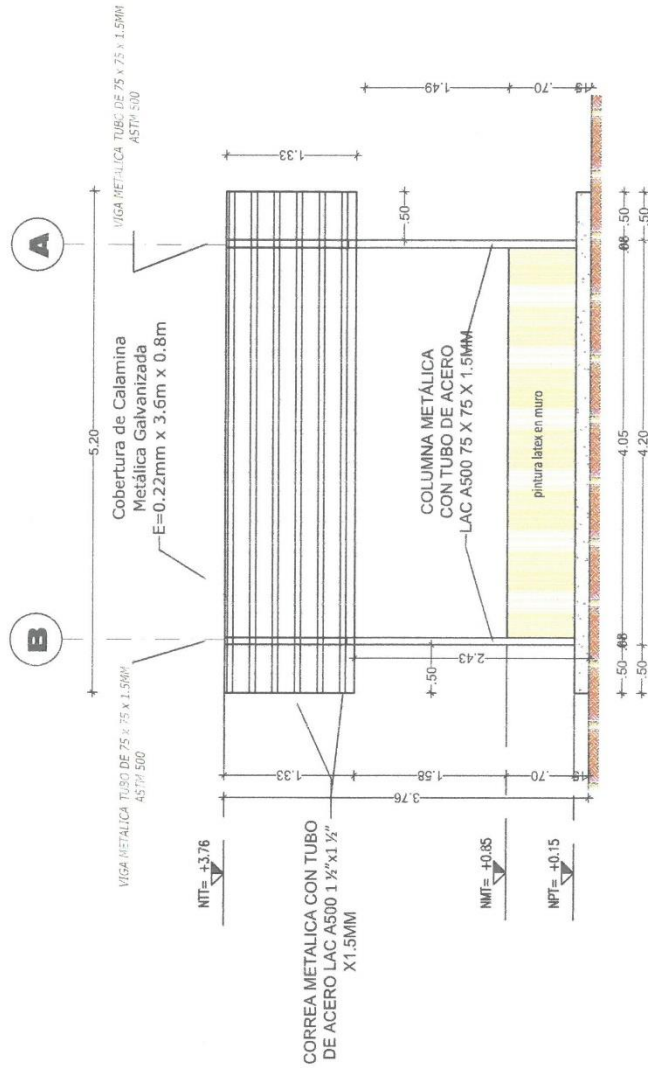 B
A
VIGA METALICA TUBO DE 75 x 75 x 1.5MM
ASTM 500
VIGA METALICA TUBO DE 75 x 75 x 1.5MM
ASTM 500
5.20
Cobertura de Calamina
Metálica Galvanizada
E=0.22mm x 3.6m x 0.8m
NTT= +3.76
1.33
1.33
CORREA METALICA CON TUBO
DE ACERO LAC A500 1 ½"x1 ½"
X1.5MM
3.76
1.58
.50
2.43
.50
1.49
COLUMNA METÁLICA
CON TUBO DE ACERO
LAC A500 75 X 75 X 1.5MM
NMT= +0.85
.70
pintura latex en muro
.70
NPT= +0.15
.15
.15
.50
.08
4.05
.08
.50
.50
4.20
.50